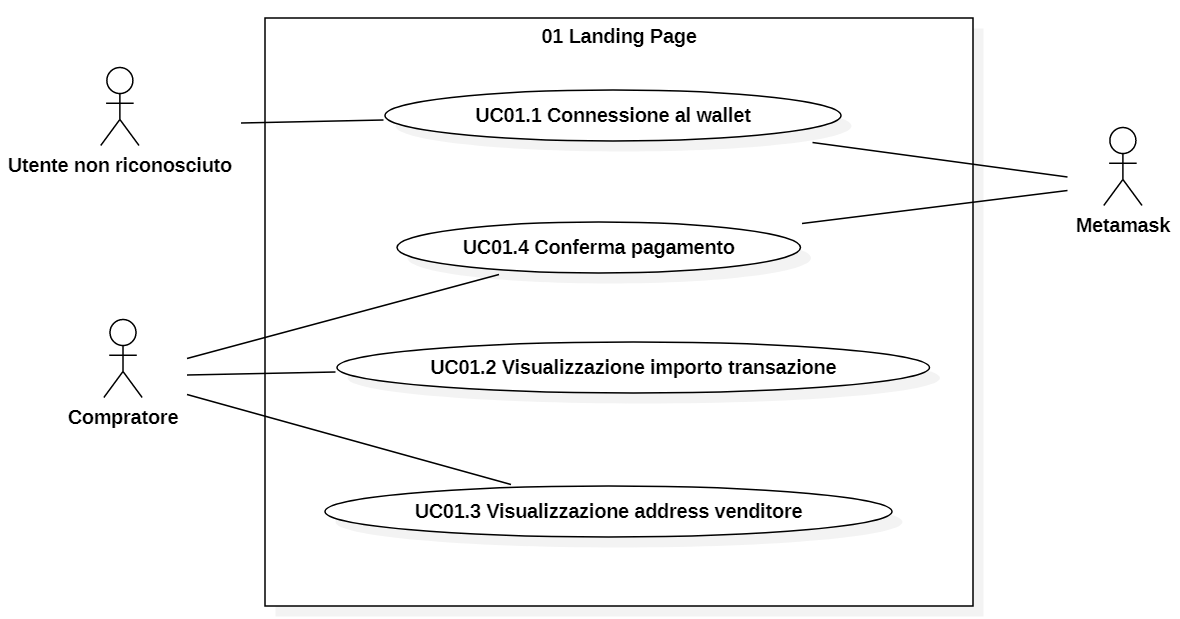 01 Landing Page
UC01.1 Connessione al wallet
Utente non riconosciuto
Metamask
UC01.4 Conferma pagamento
UC01.2 Visualizzazione importo transazione
Compratore
UC01.3 Visualizzazione address venditore